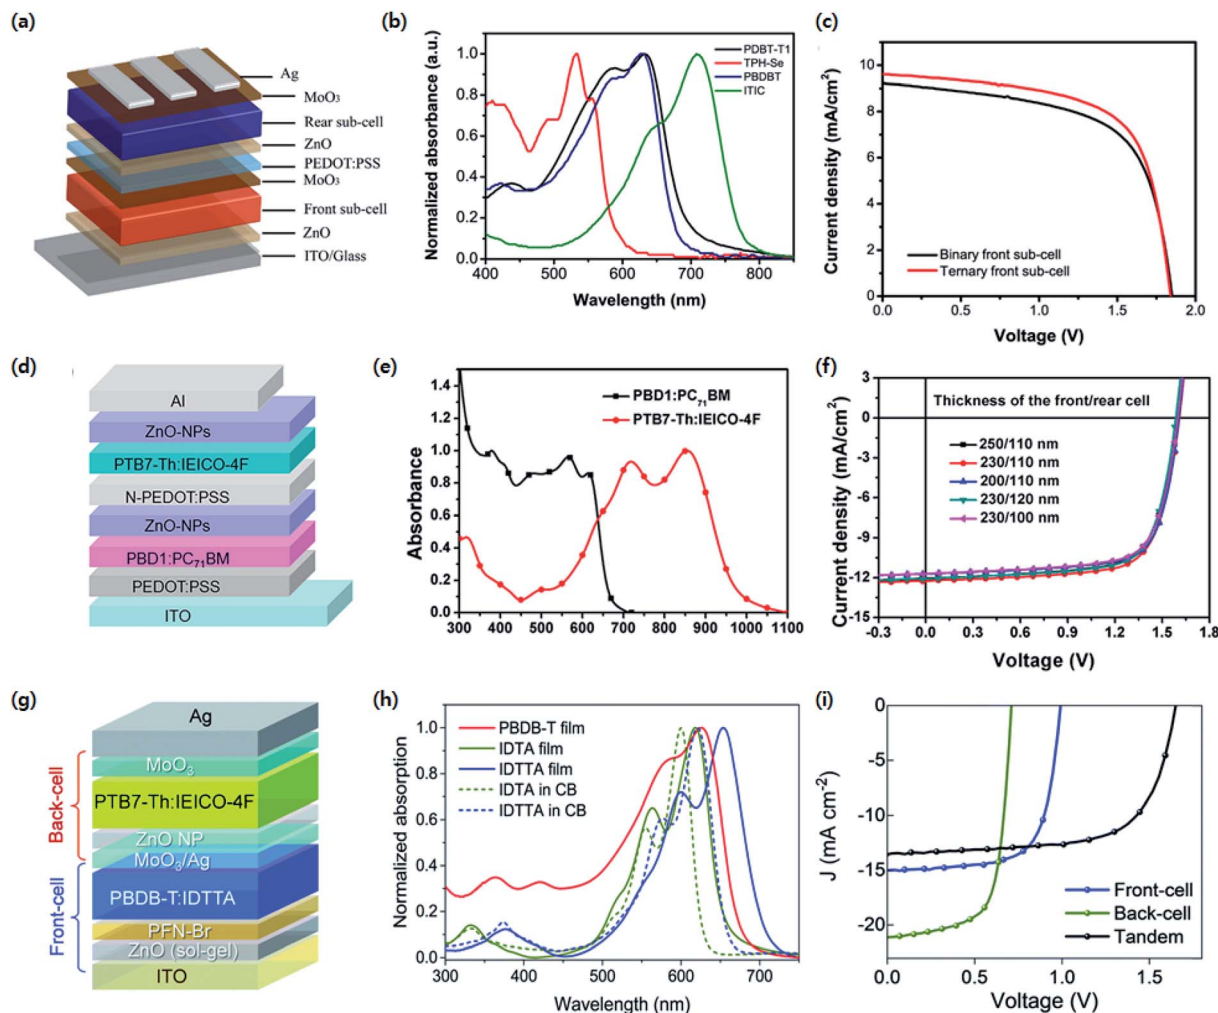 (a)
Ag
MoO₃
Rear sub-cell
ZnO
PEDOT:PSS
MoO₃
Front sub-cell
ZnO
ITO/Glass
(b)
PDBT-T1
TPH-Se
PBDBT
ITIC
Normalized absorbance (a.u.)
1.0
0.8
0.6
0.4
0.2
0.0
400 500 600 700 800
Wavelength (nm)
(c)
Current density (mA/cm²)
10
8
6
4
2
0
Binary front sub-cell
Ternary front sub-cell
0.0 0.5 1.0 1.5 2.0
Voltage (V)
(d)
Al
ZnO-NPs
PTB7-Th:IEICO-4F
N-PEDOT:PSS
ZnO-NPs
PBD1:PC₇₁BM
PEDOT:PSS
ITO
(e)
PBD1:PC₇₁BM
PTB7-Th:IEICO-4F
Absorbance
1.4
1.2
1.0
0.8
0.6
0.4
0.2
0.0
300 400 500 600 700 800 900 1000 1100
(f)
Thickness of the front/rear cell
250/110 nm
230/110 nm
200/110 nm
230/120 nm
230/100 nm
Current density (mA/cm²)
3
0
-3
-6
-9
-12
-15
-0.3 0.0 0.3 0.6 0.9 1.2 1.5 1.8
Voltage (V)
(g)
Ag
MoO₃
PTB7-Th:IEICO-4F
ZnO NP
MoO₃/Ag
PBDB-T:IDTTA
PFN-Br
ZnO (sol-gel)
ITO
Back-cell
Front-cell
(h)
PBDB-T film
IDTA film
IDTTA film
IDTA in CB
IDTTA in CB
Normalized absorption
1.0
0.8
0.6
0.4
0.2
0.0
300 400 500 600 700
Wavelength (nm)
(i)
J (mA cm⁻²)
0
-5
-10
-15
-20
Front-cell
Back-cell
Tandem
0.0 0.5 1.0 1.5
Voltage (V)